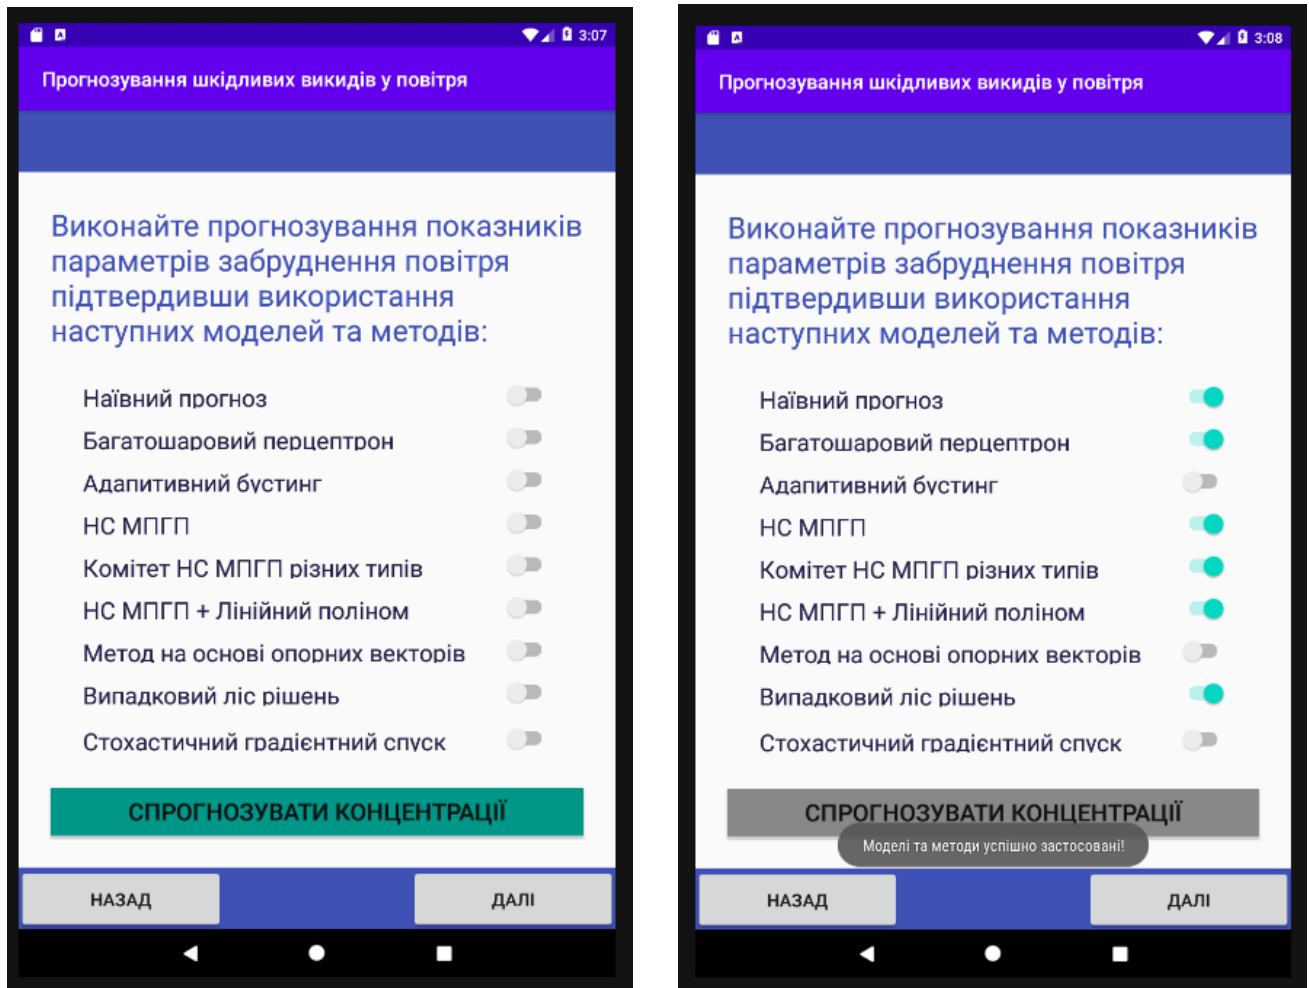 3:07
Прогнозування шкідливих викидів у повітря
Виконайте прогнозування показників
параметрів забруднення повітря
підтвердивши використання
наступних моделей та методів:
Наївний прогноз
Багатошаровий перцептрон
Адапитивний бустинг
НС МПГП
Комітет НС МПГП різних типів
НС МПГП + Лінійний поліном
Метод на основі опорних векторів
Випадковий ліс рішень
Стохастичний градієнтний спуск
СПРОГНОЗУВАТИ КОНЦЕНТРАЦІЇ
НАЗАД
ДАЛІ
3:08
Прогнозування шкідливих викидів у повітря
Виконайте прогнозування показників
параметрів забруднення повітря
підтвердивши використання
наступних моделей та методів:
Наївний прогноз
Багатошаровий перцептрон
Адапитивний бустинг
НС МПГП
Комітет НС МПГП різних типів
НС МПГП + Лінійний поліном
Метод на основі опорних векторів
Випадковий ліс рішень
Стохастичний градієнтний спуск
СПРОГНОЗУВАТИ КОНЦЕНТРАЦІЇ
Моделі та методи успішно застосовані!
НАЗАД
ДАЛІ